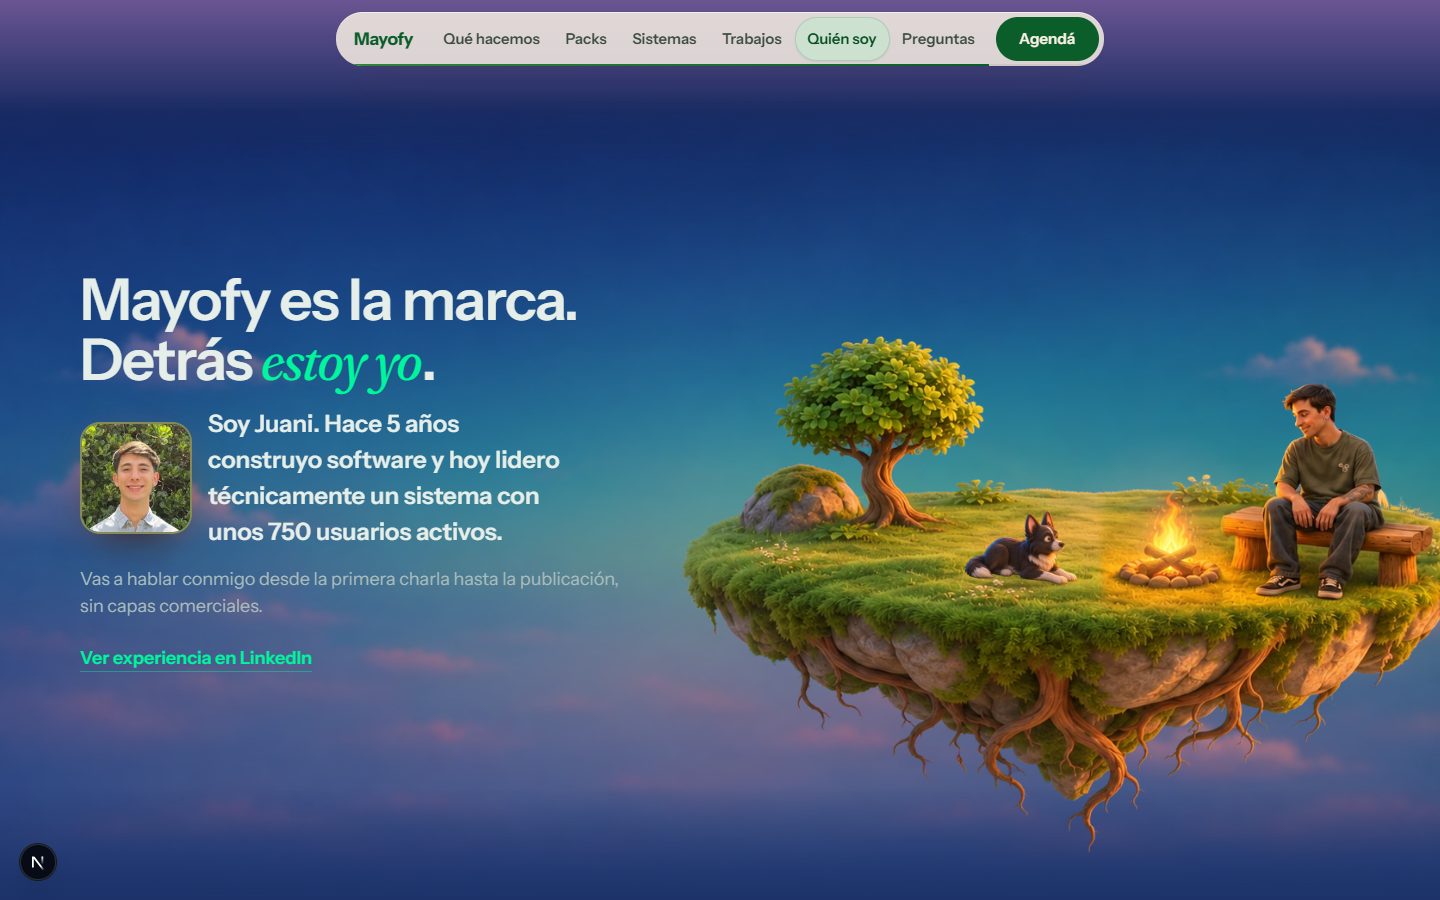 Mayofy
Qué hacemos
Packs
Sistemas
Trabajos
Quién soy
Preguntas
Agendá
Mayofy es la marca.
Detrás estoy yo.
Soy Juani. Hace 5 años
construyo software y hoy lidero
técnicamente un sistema con
unos 750 usuarios activos.
Vas a hablar conmigo desde la primera charla hasta la publicación,
sin capas comerciales.
Ver experiencia en LinkedIn
N